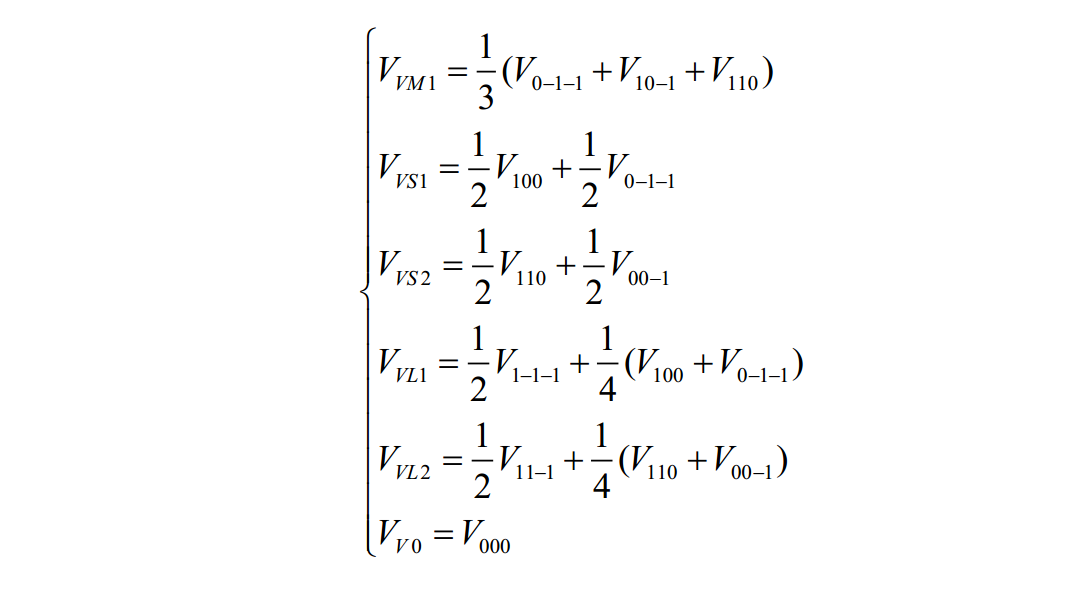 V_{VM1} = \frac{1}{3}(V_{0-1-1} + V_{10-1} + V_{110})
V_{VS1} = \frac{1}{2}V_{100} + \frac{1}{2}V_{0-1-1}
V_{VS2} = \frac{1}{2}V_{110} + \frac{1}{2}V_{00-1}
V_{VL1} = \frac{1}{2}V_{1-1-1} + \frac{1}{4}(V_{100} + V_{0-1-1})
V_{VL2} = \frac{1}{2}V_{11-1} + \frac{1}{4}(V_{110} + V_{00-1})
V_{V0} = V_{000}